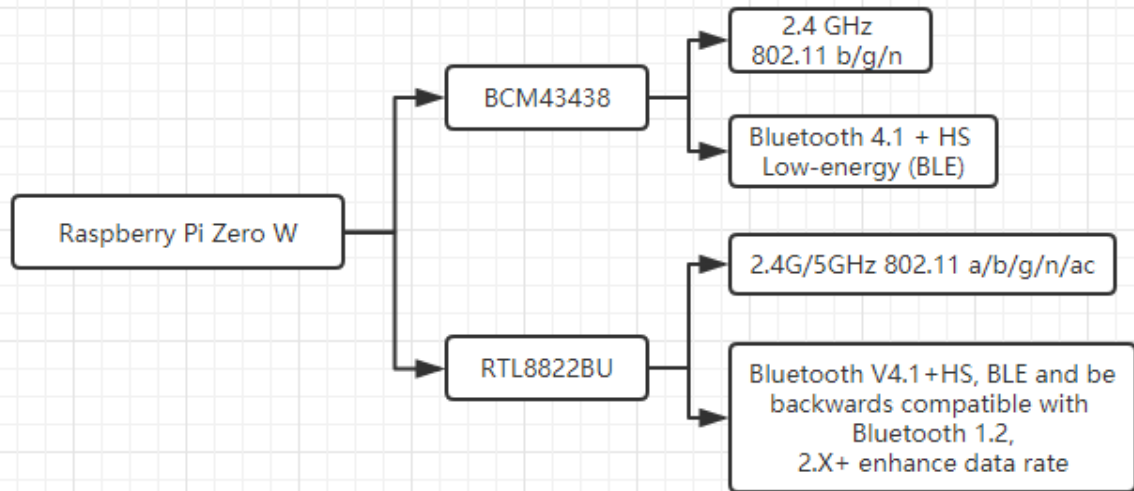 Raspberry Pi Zero W
BCM43438
2.4 GHz
802.11 b/g/n
Bluetooth 4.1 + HS
Low-energy (BLE)
RTL8822BU
2.4G/5GHz 802.11 a/b/g/n/ac
Bluetooth V4.1+HS, BLE and be
backwards compatible with
Bluetooth 1.2,
2.X+ enhance data rate